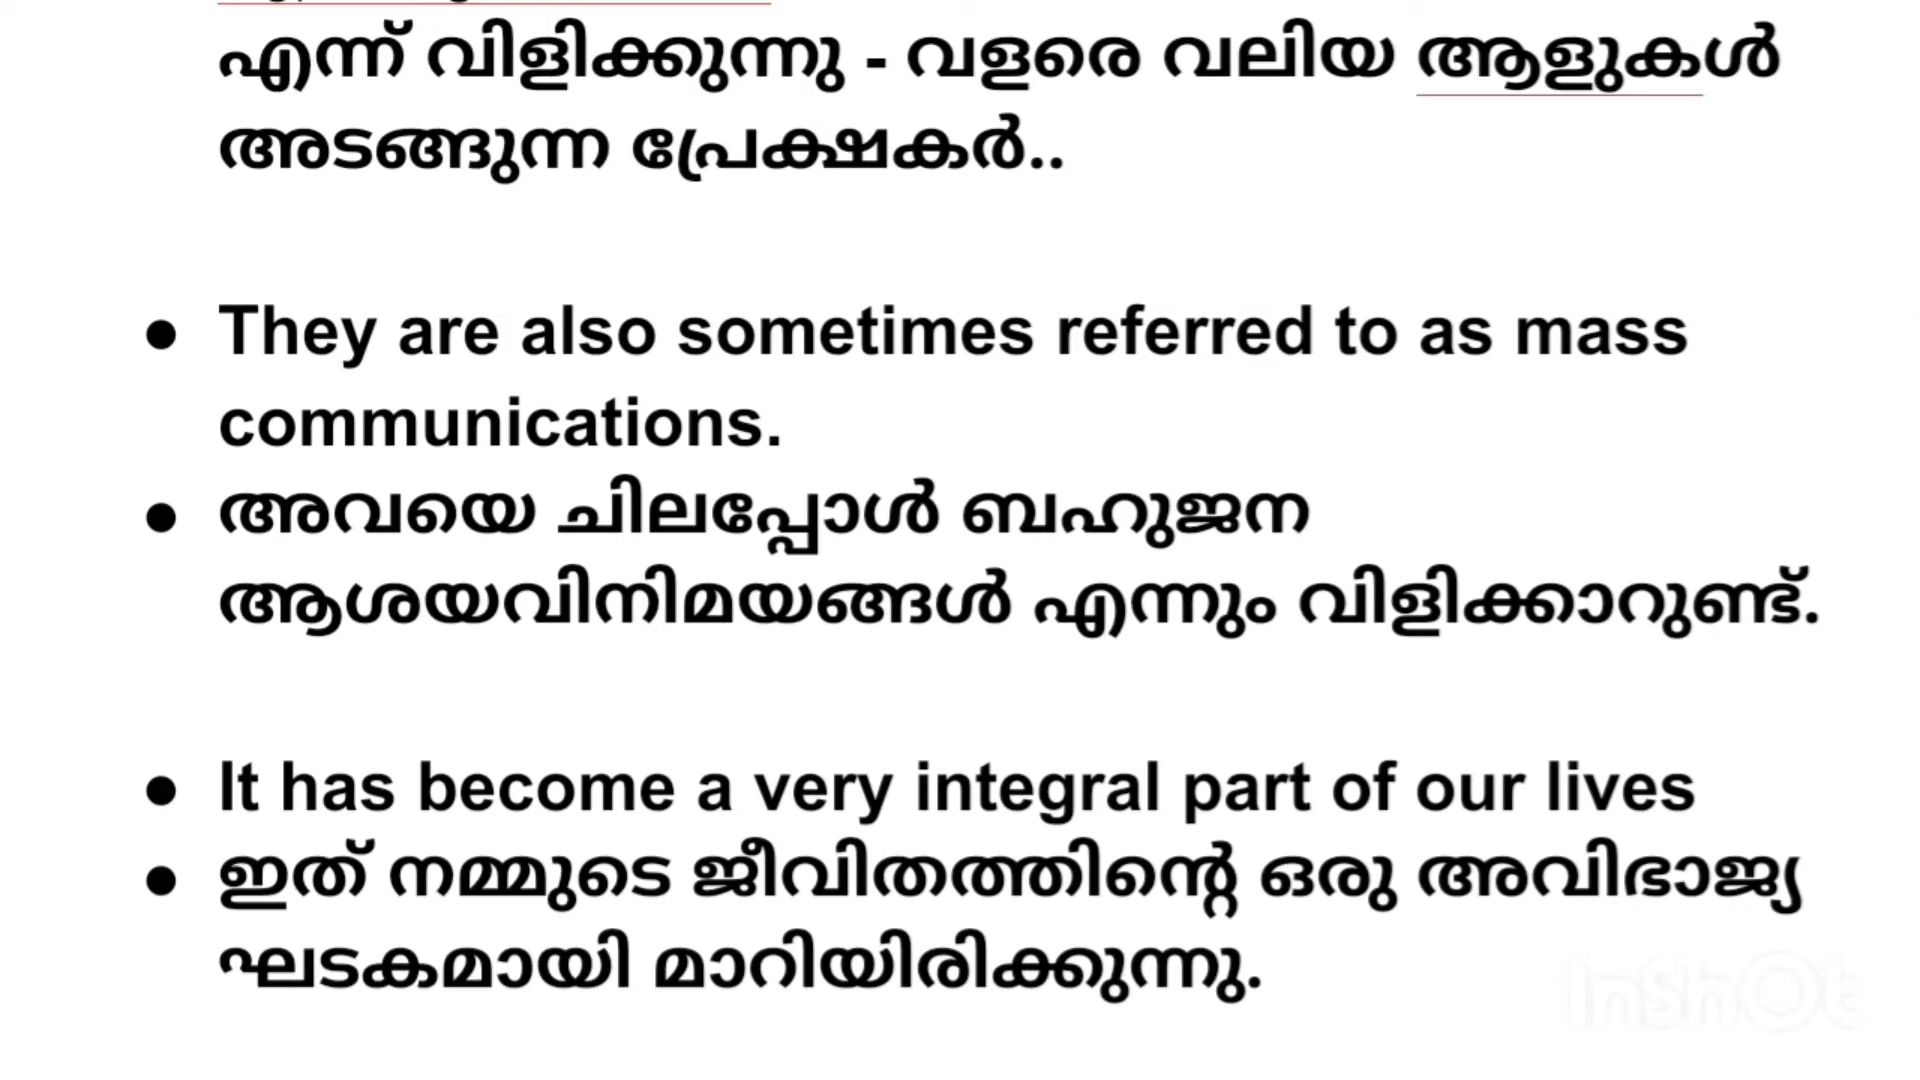 എന്ന് വിളിക്കുന്നു - വളരെ വലിയ ആളുകൾ
അടങ്ങുന്ന പ്രേക്ഷകർ..
● They are also sometimes referred to as mass
communications.
● അവയെ ചിലപ്പോൾ ബഹുജന
ആശയവിനിമയങ്ങൾ എന്നും വിളിക്കാറുണ്ട്.
● It has become a very integral part of our lives
● ഇത് നമ്മുടെ ജീവിതത്തിന്റെ ഒരു അവിഭാജ്യ
ഘടകമായി മാറിയിരിക്കുന്നു.
InShOt